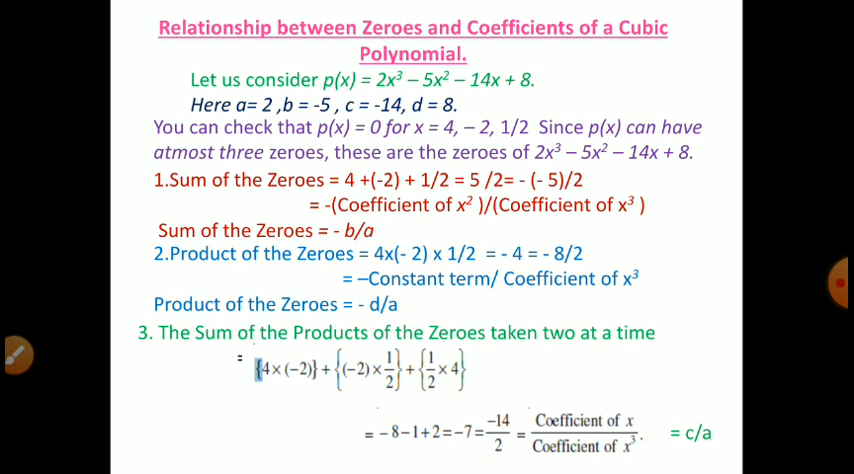 Relationship between Zeroes and Coefficients of a Cubic
Polynomial.
Let us consider p(x) = 2x³ – 5x² – 14x + 8.
Here a= 2 ,b = -5 , c = -14, d = 8.
You can check that p(x) = 0 for x = 4, – 2, 1/2 Since p(x) can have
atmost three zeroes, these are the zeroes of 2x³ – 5x² – 14x + 8.
1.Sum of the Zeroes = 4 +(-2) + 1/2 = 5 /2= - (- 5)/2
= -(Coefficient of x² )/(Coefficient of x³ )
Sum of the Zeroes = - b/a
2.Product of the Zeroes = 4x(- 2) x 1/2 = - 4 = - 8/2
= –Constant term/ Coefficient of x³
Product of the Zeroes = - d/a
3. The Sum of the Products of the Zeroes taken two at a time
= {4×(−2)} + {(−2)×1/2} + {1/2×4}
= −8−1+2=−7= −14/2 = Coefficient of x/Coefficient of x³. = c/a